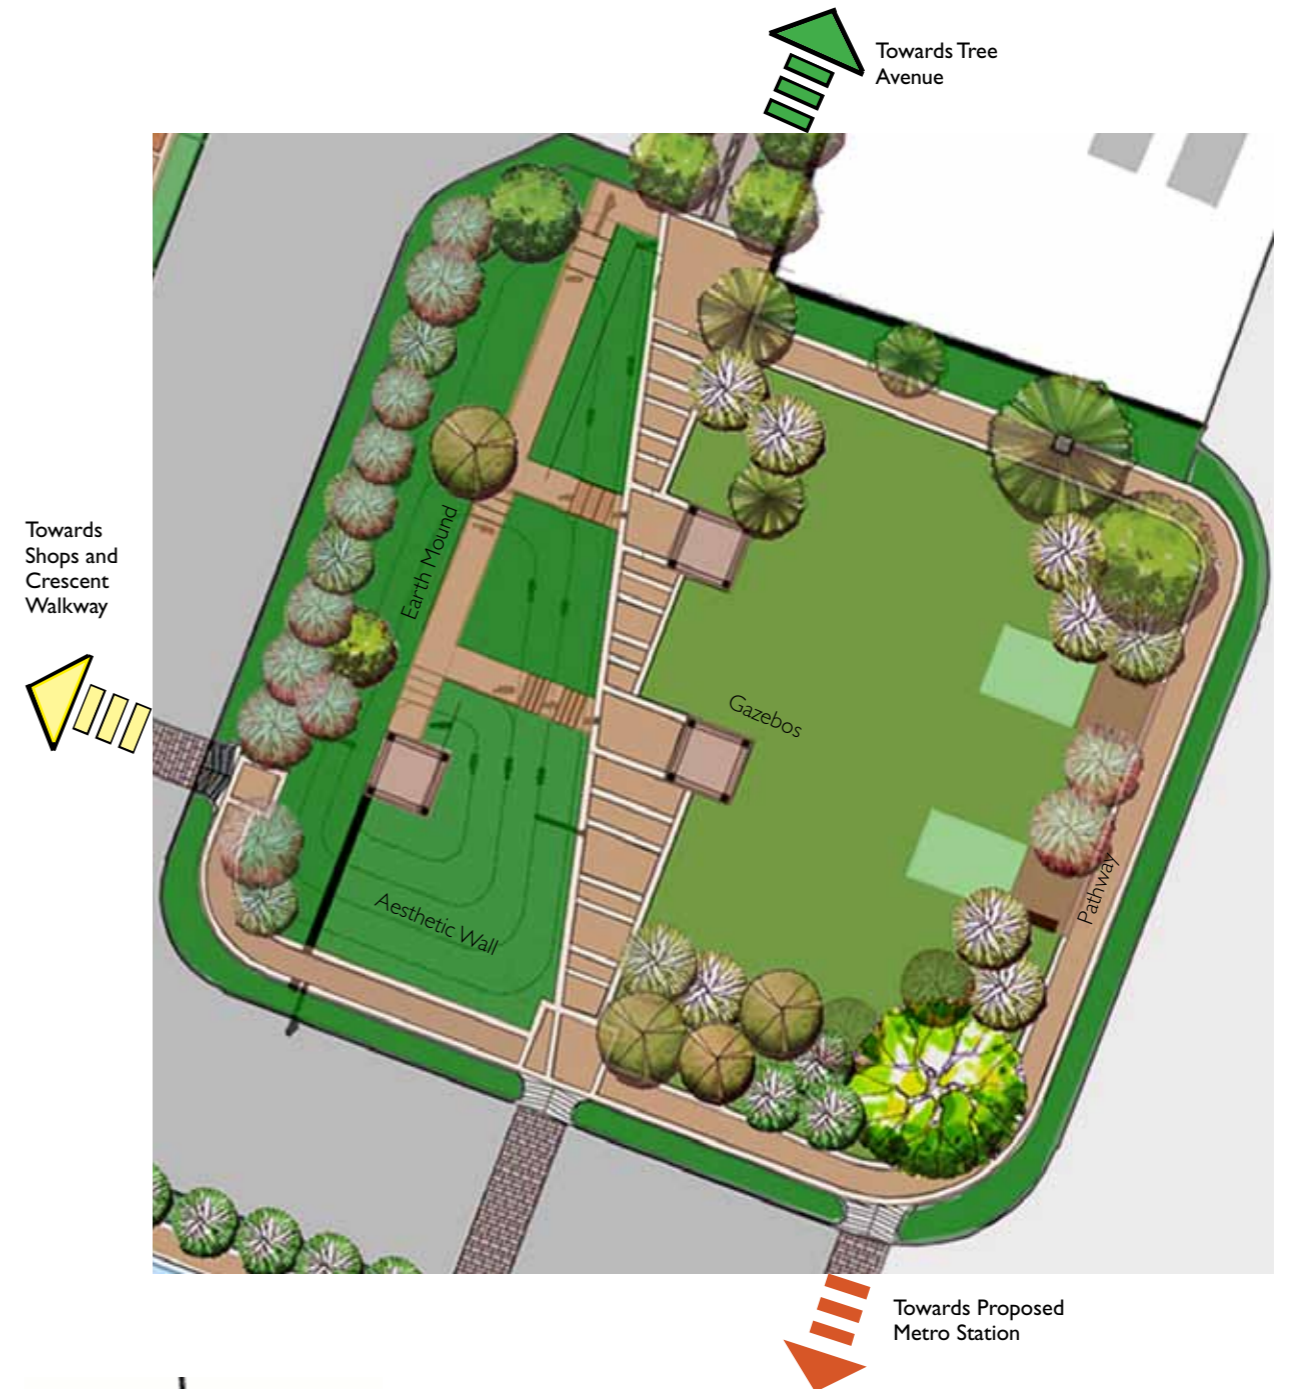 Towards Tree
Avenue
Towards
Shops and
Crescent
Walkway
Earth Mound
Gazebos
Aesthetic Wall
Pathway
Towards Proposed
Metro Station